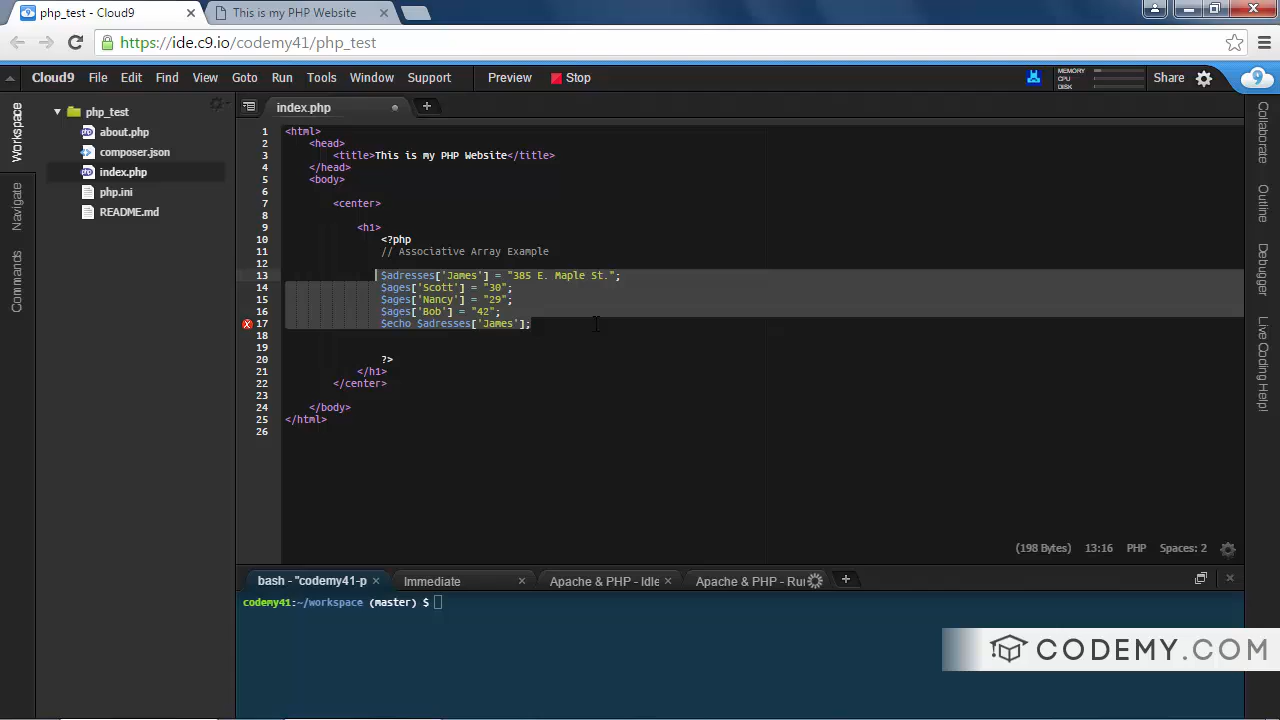 php_test - Cloud9
This is my PHP Website
https://ide.c9.io/codemy41/php_test
Cloud9 File Edit Find View Goto Run Tools Window Support Preview Stop MEMORY CPU DISK Share
Workspace
Navigate
Commands
php_test
about.php
composer.json
index.php
php.ini
README.md
index.php
1 <html>
2 <head>
3 <title>This is my PHP Website</title>
4 </head>
5 <body>
6
7 <center>
8
9 <h1>
10 <?php
11 // Associative Array Example
12
13 $adresses['James'] = "385 E. Maple St.";
14 $ages['Scott'] = "30";
15 $ages['Nancy'] = "29";
16 $ages['Bob'] = "42";
17 $echo $adresses['James'];
18
19
20 ?>
21 </h1>
22 </center>
23
24 </body>
25 </html>
26
(198 Bytes) 13:16 PHP Spaces: 2
Collaborate
Outline
Debugger
Live Coding Help!
bash - "codemy41-p
Immediate
Apache & PHP - Idle
Apache & PHP - Run
codemy41:~/workspace (master) $
CODEMY.COM